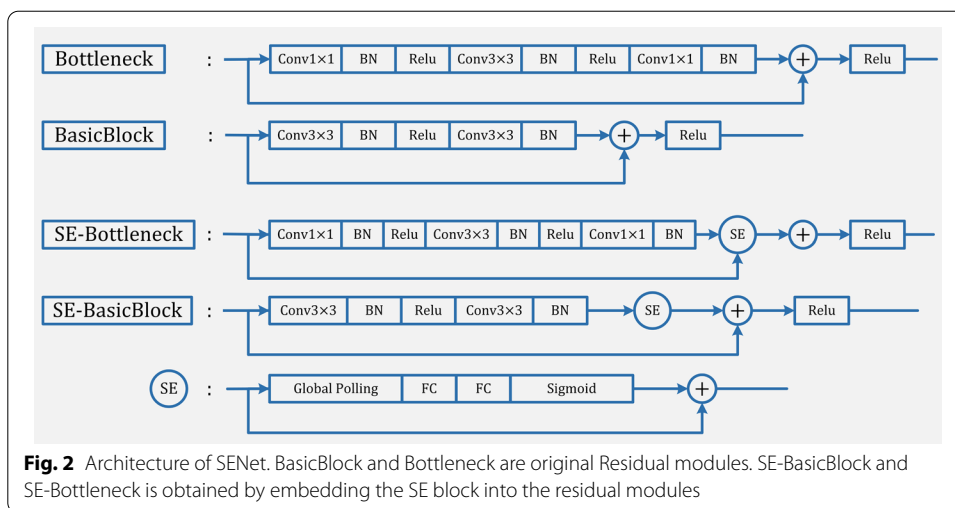 Bottleneck : Conv1×1 BN Relu Conv3×3 BN Relu Conv1×1 BN + Relu
BasicBlock : Conv3×3 BN Relu Conv3×3 BN + Relu
SE-Bottleneck : Conv1×1 BN Relu Conv3×3 BN Relu Conv1×1 BN SE + Relu
SE-BasicBlock : Conv3×3 BN Relu Conv3×3 BN SE + Relu
SE : Global Polling FC FC Sigmoid +
Fig. 2 Architecture of SENet. BasicBlock and Bottleneck are original Residual modules. SE-BasicBlock and
SE-Bottleneck is obtained by embedding the SE block into the residual modules